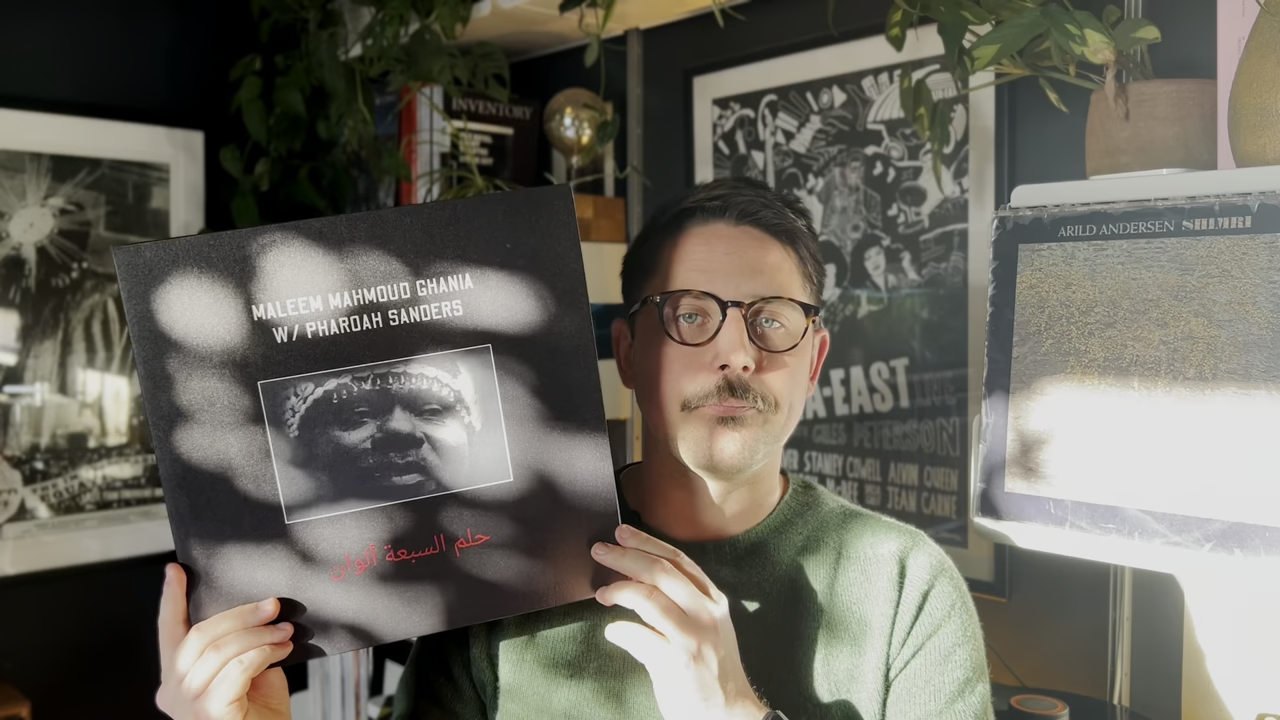 INVENTORY
MALEEM MAHMOUD GHANIA
W/ PHAROAH SANDERS
حلم السبعة ألوان
A-EAST LIVE
GILES PETERSON
STANLEY COWELL ALVIN QUEEN
JEAN CARNE
ARILD ANDERSEN SHIMRI